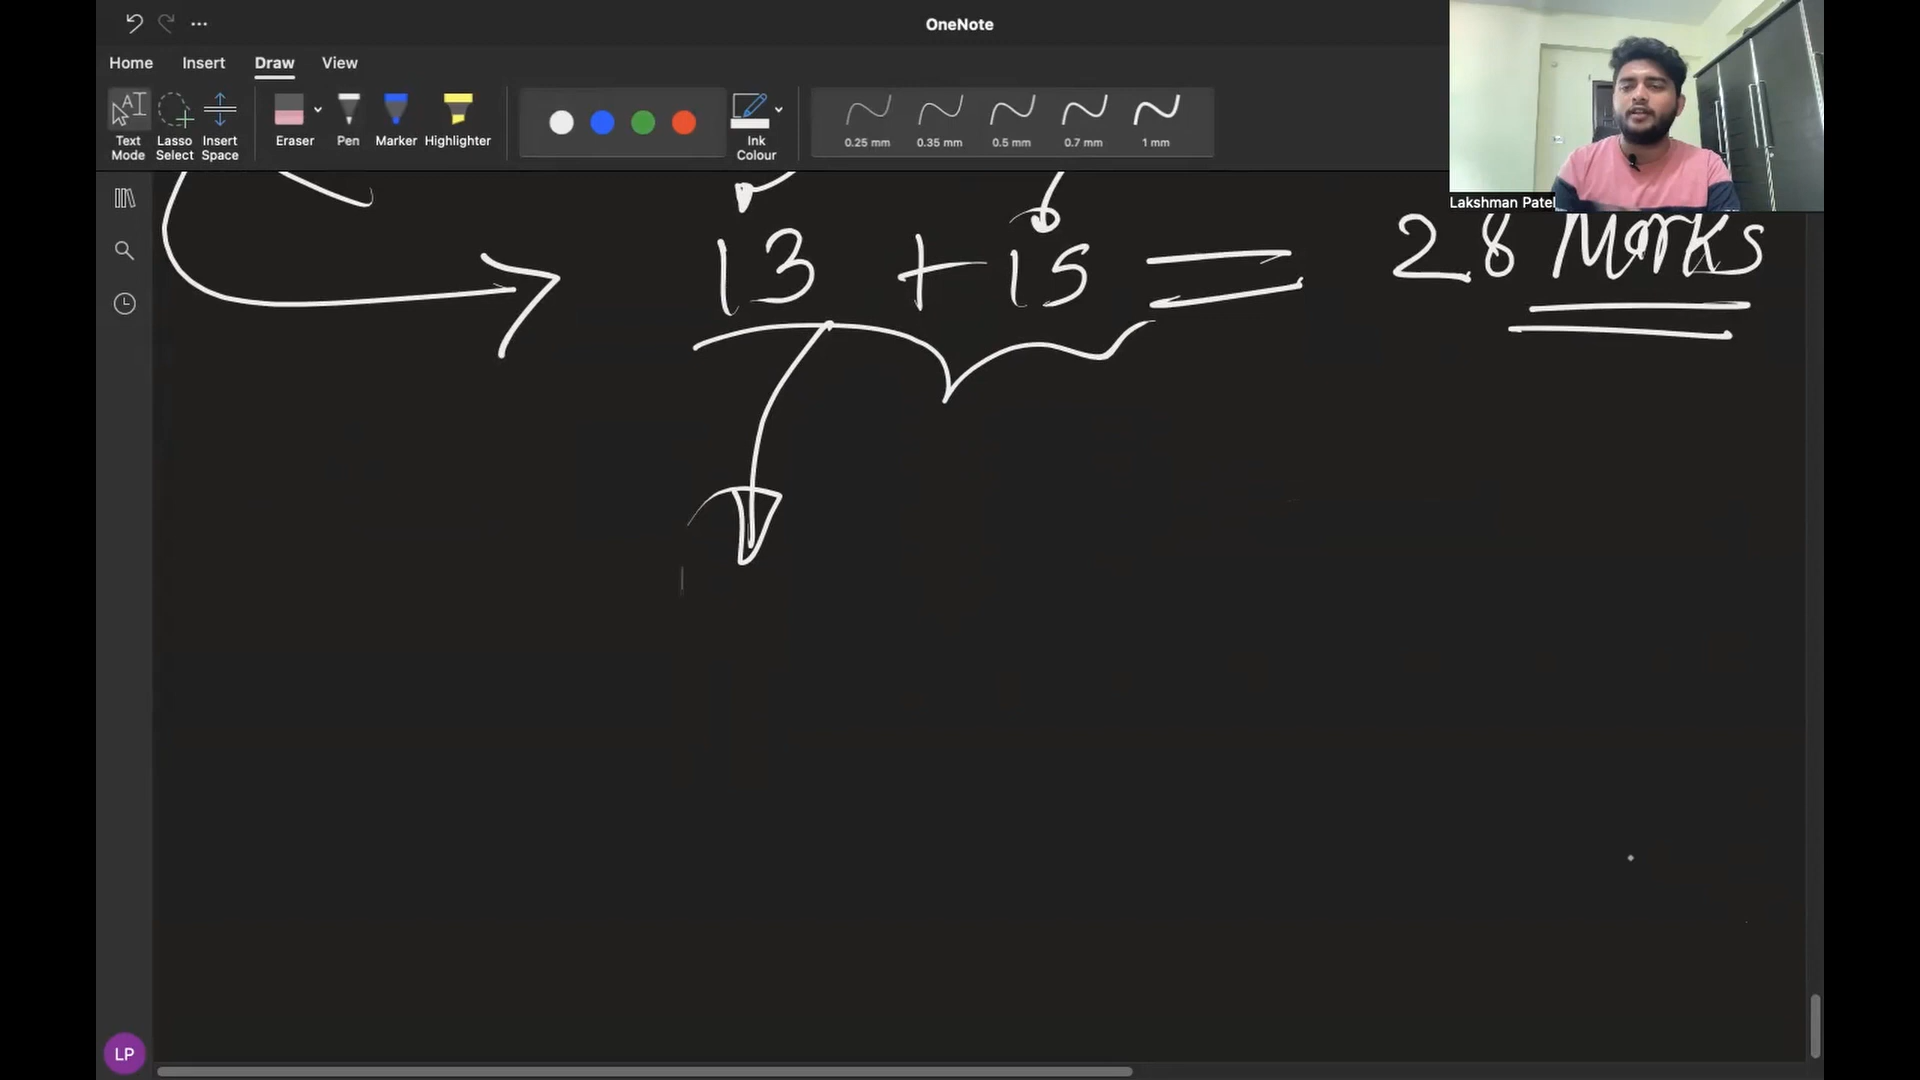 OneNote
Home Insert Draw View
Text Mode
Lasso Select
Insert Space
Eraser
Pen
Marker
Highlighter
Ink Colour
0.25 mm
0.35 mm
0.5 mm
0.7 mm
1 mm
Lakshman Patel
13 + 15 = 28 Marks
LP